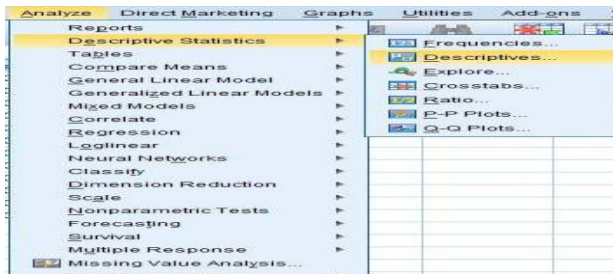 Analyze Direct Marketing Graphs Utilities Add-ons
Reports
Descriptive Statistics
Tables
Compare Means
General Linear Model
Generalized Linear Models
Mixed Models
Correlate
Regression
Loglinear
Neural Networks
Classify
Dimension Reduction
Scale
Nonparametric Tests
Forecasting
Survival
Multiple Response
Missing Value Analysis...
Frequencies...
Descriptives...
Explore...
Crosstabs...
Ratio...
P-P Plots...
Q-Q Plots...